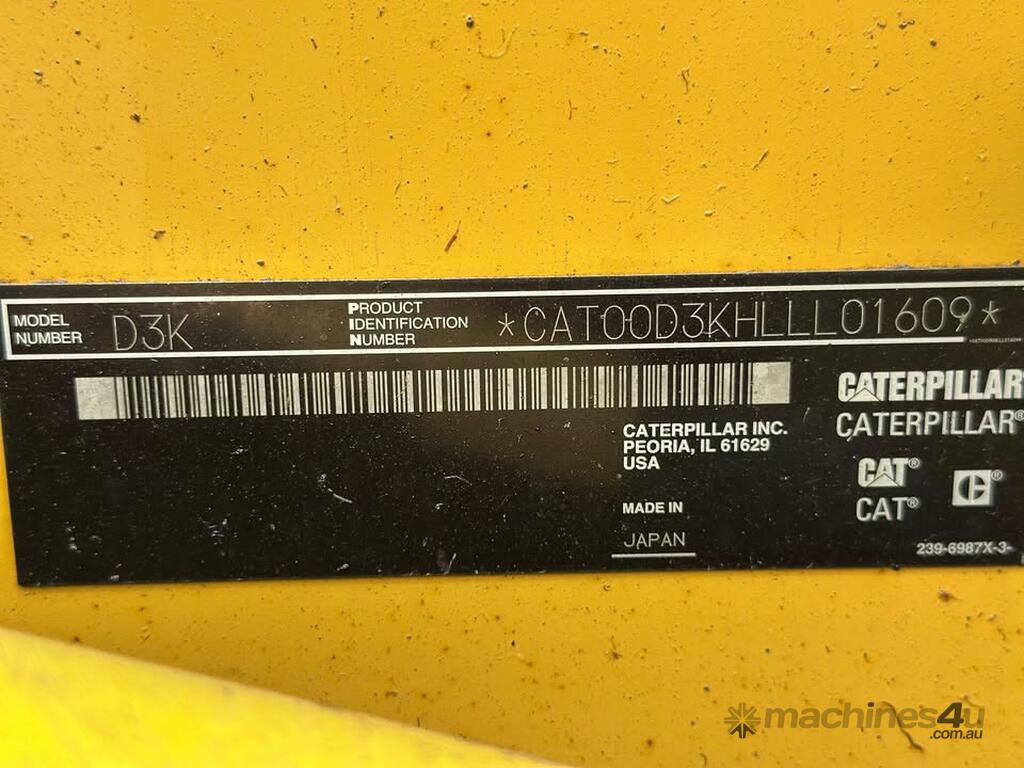 MODEL
NUMBER
D3K
PRODUCT
IDENTIFICATION
NUMBER
*CAT00D3KHLLL01609*
CATERPILLAR
CATERPILLAR®
CATERPILLAR INC.
PEORIA, IL 61629
USA
CAT®
C®
CAT®
MADE IN
JAPAN
239-6987X-3-
machines4u
.com.au